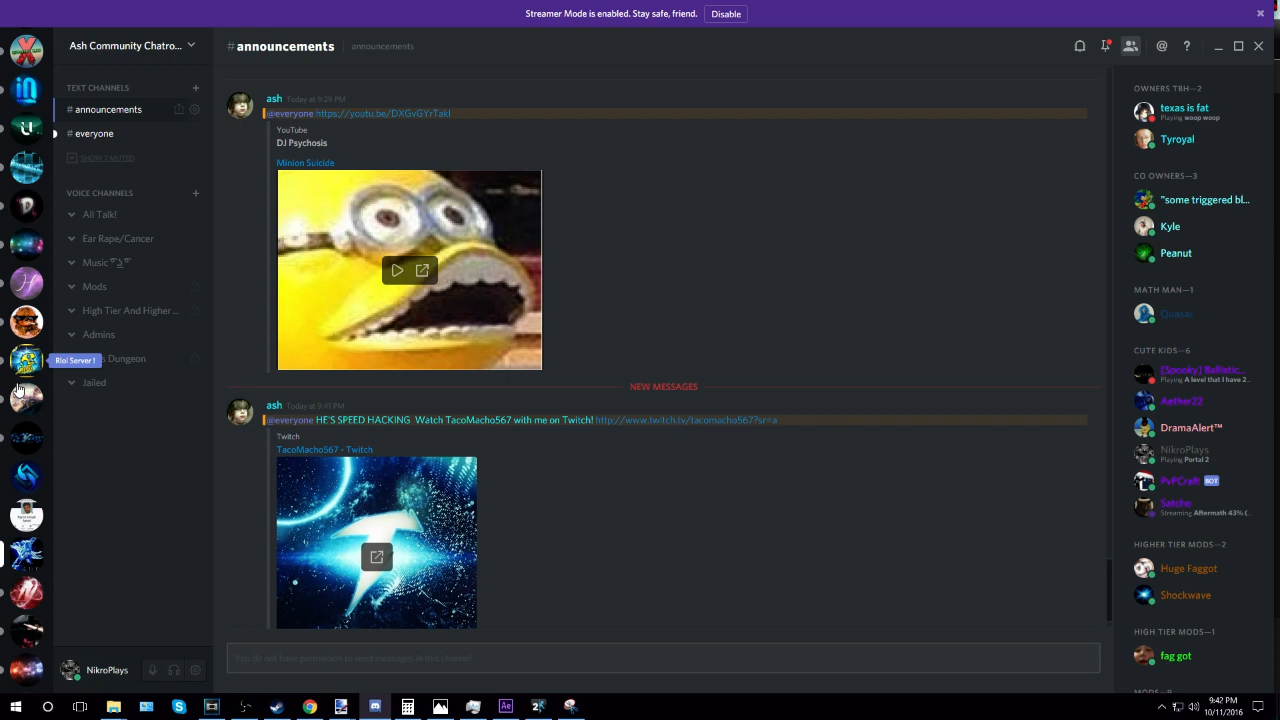 Streamer Mode is enabled. Stay safe, friend. Disable
Ash Community Chatro...
#announcements announcements
TEXT CHANNELS
# announcements
# everyone
SHOW 7 MUTED
VOICE CHANNELS
All Talk!
Ear Rape/Cancer
Music
Mods
High Tier And Higher ...
Admins
Dungeon
Jailed
Rlol Server !
NikroPlays
ash Today at 9:29 PM
@everyone https://youtu.be/DXGvGYrTakI
YouTube
DJ Psychosis
Minion Suicide
NEW MESSAGES
ash Today at 9:41 PM
@everyone HE'S SPEED HACKING Watch TacoMacho567 with me on Twitch! http://www.twitch.tv/tacomacho567?sr=a
Twitch
TacoMacho567 - Twitch
You do not have permission to send messages in this channel.
OWNERS TBH—2
texas is fat
Playing woop woop
Tyroyal
CO OWNERS—3
"some triggered bl...
Kyle
Peanut
MATH MAN—1
Quasar
CUTE KIDS—6
[Spooky] Ballistic...
Playing A level that I have 2...
Aether22
DramaAlert™
NikroPlays
Playing Portal 2
PvPCraft BOT
Satche
Streaming Aftermath 43% (...
HIGHER TIER MODS—2
Huge Faggot
Shockwave
HIGH TIER MODS—1
fag got
MODS—9
9:42 PM
10/11/2016